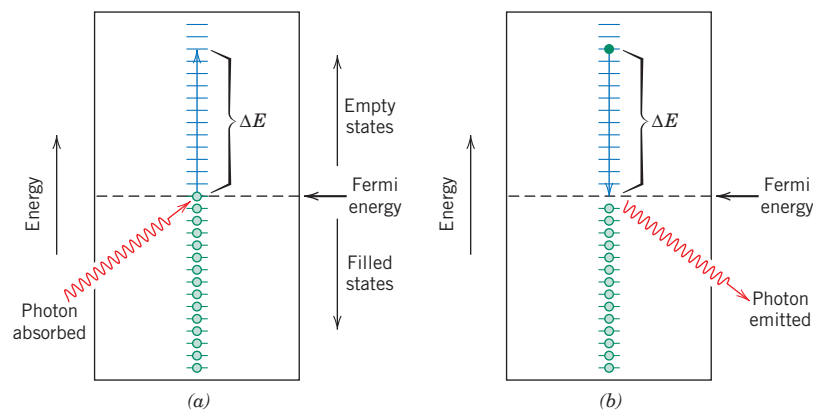 Energy
Photon
absorbed
ΔE
Empty
states
Fermi
energy
Filled
states
(a)
Energy
ΔE
Fermi
energy
Photon
emitted
(b)